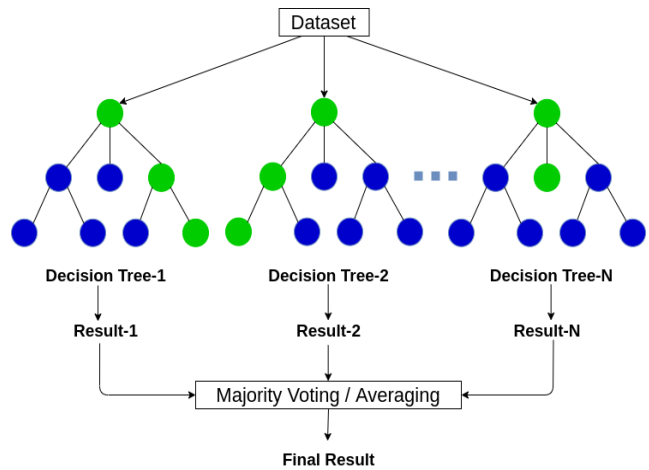 Dataset
Decision Tree-1
Decision Tree-2
Decision Tree-N
Result-1
Result-2
Result-N
Majority Voting / Averaging
Final Result